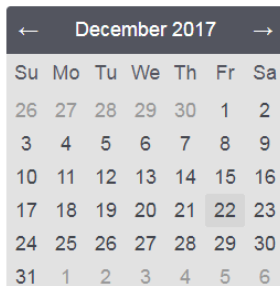 ← December 2017 →
Su Mo Tu We Th Fr Sa
26 27 28 29 30 1 2
3 4 5 6 7 8 9
10 11 12 13 14 15 16
17 18 19 20 21 22 23
24 25 26 27 28 29 30
31 1 2 3 4 5 6